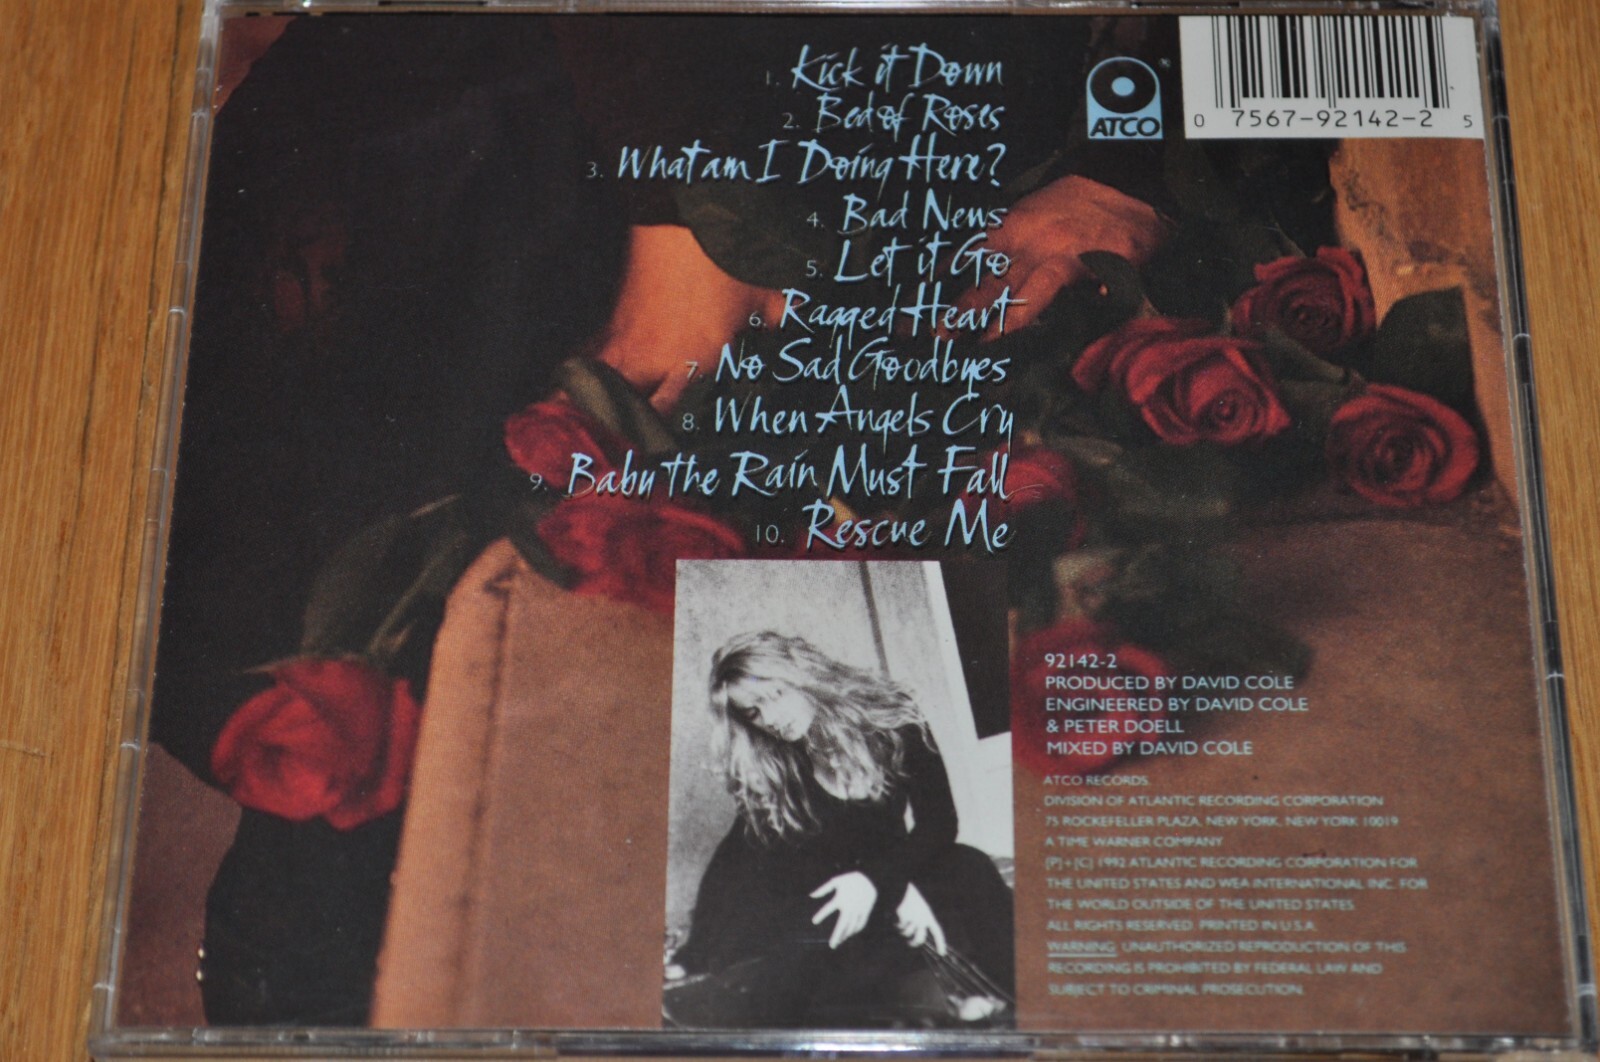 1. Kick it Down
2. Bed of Roses
3. What am I Doing Here?
4. Bad News
5. Let it Go
6. Ragged Heart
7. No Sad Goodbyes
8. When Angels Cry
9. Baby the Rain Must Fall
10. Rescue Me
ATCO
®
0 7567-92142-2 5
92142-2
PRODUCED BY DAVID COLE
ENGINEERED BY DAVID COLE
& PETER DOELL
MIXED BY DAVID COLE
ATCO RECORDS.
DIVISION OF ATLANTIC RECORDING CORPORATION
75 ROCKEFELLER PLAZA, NEW YORK, NEW YORK 10019
A TIME WARNER COMPANY
(P)+(C) 1992 ATLANTIC RECORDING CORPORATION FOR
THE UNITED STATES AND WEA INTERNATIONAL INC. FOR
THE WORLD OUTSIDE OF THE UNITED STATES.
ALL RIGHTS RESERVED. PRINTED IN U.S.A.
WARNING: UNAUTHORIZED REPRODUCTION OF THIS
RECORDING IS PROHIBITED BY FEDERAL LAW AND
SUBJECT TO CRIMINAL PROSECUTION.